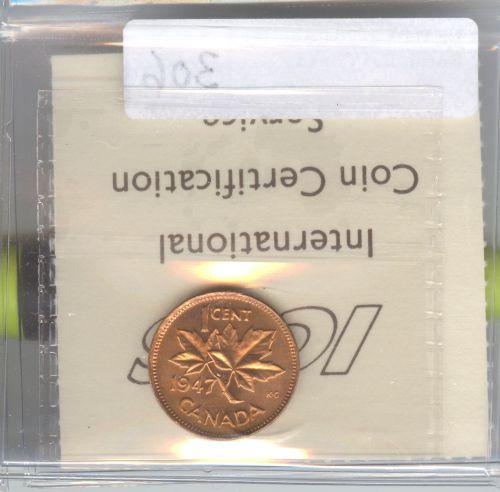 306
Service
Coin Certification
International
ICCS
1 CENT
1947
KG
CANADA